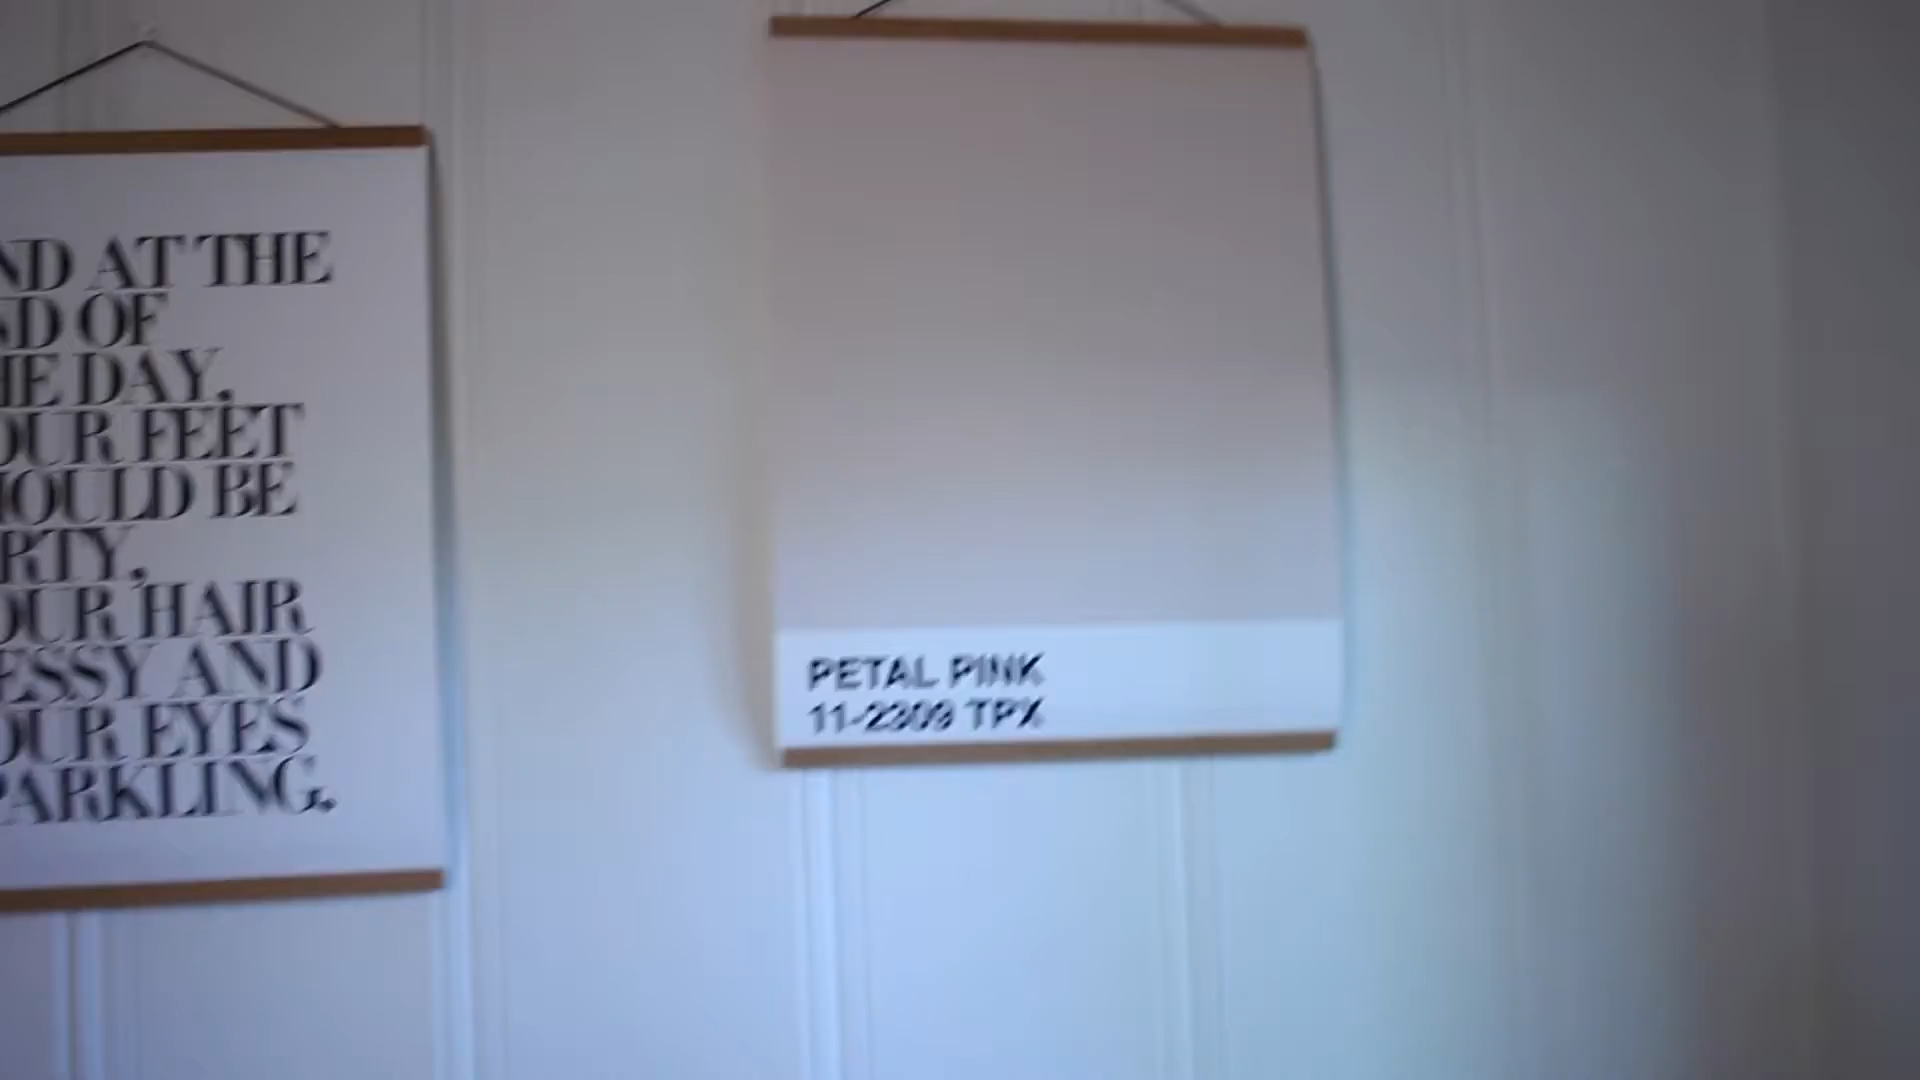 ND AT THE
ND OF
HE DAY,
OUR FEET
HOULD BE
RTY,
OUR HAIR
ESSY AND
OUR EYES
PARKLING.
PETAL PINK
11-2309 TPX